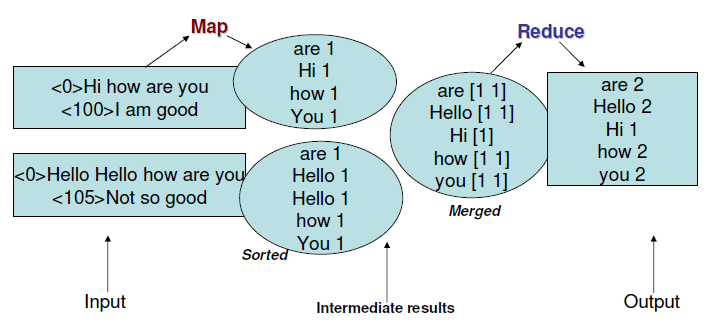 Map
Reduce
<0>Hi how are you
<100>I am good
are 1
Hi 1
how 1
You 1
<0>Hello Hello how are you
<105>Not so good
are 1
Hello 1
Hello 1
how 1
You 1
Sorted
are [1 1]
Hello [1 1]
Hi [1]
how [1 1]
you [1 1]
Merged
are 2
Hello 2
Hi 1
how 2
you 2
Input
Intermediate results
Output